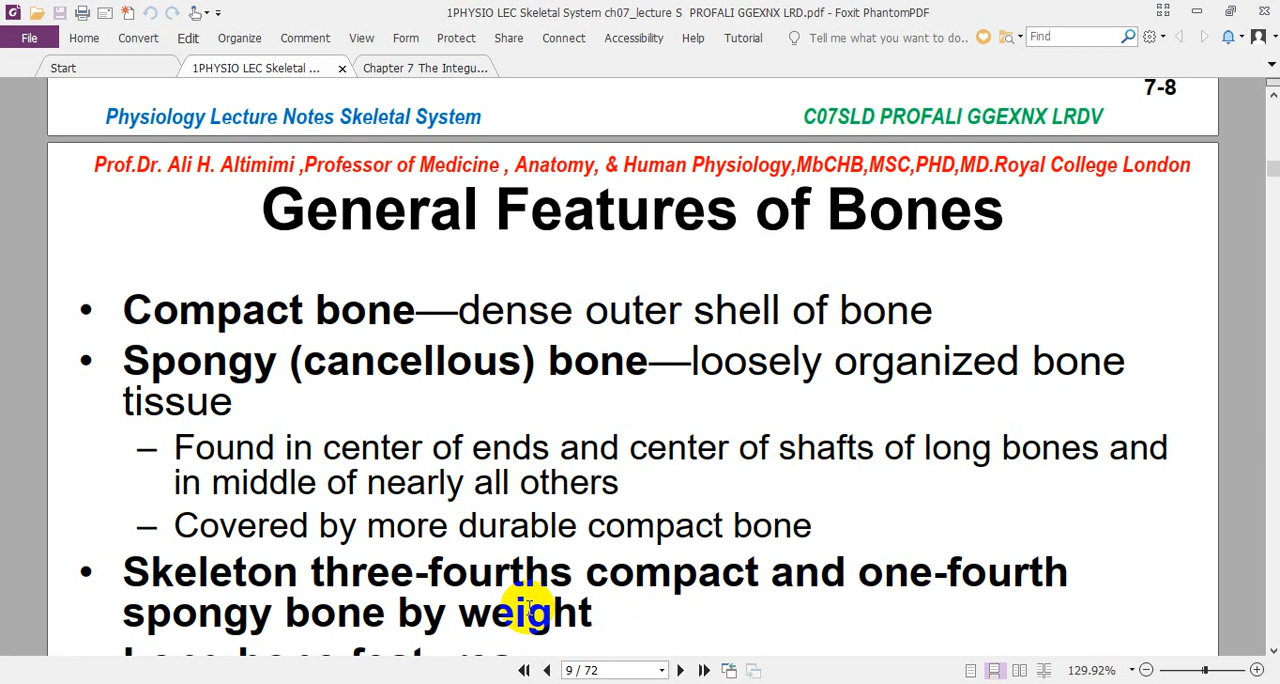 1PHYSIO LEC Skeletal System ch07_lecture S PROFALI GGEXNX LRD.pdf - Foxit PhantomPDF
File Home Convert Edit Organize Comment View Form Protect Share Connect Accessibility Help Tutorial Tell me what you want to do.. Find
Start 1PHYSIO LEC Skeletal ... Chapter 7 The Integu...
7-8
Physiology Lecture Notes Skeletal System C07SLD PROFALI GGEXNX LRDV
Prof.Dr. Ali H. Altimimi ,Professor of Medicine , Anatomy, & Human Physiology,MbCHB,MSC,PHD,MD.Royal College London
General Features of Bones
• Compact bone—dense outer shell of bone
• Spongy (cancellous) bone—loosely organized bone
tissue
– Found in center of ends and center of shafts of long bones and
in middle of nearly all others
– Covered by more durable compact bone
• Skeleton three-fourths compact and one-fourth
spongy bone by weight
Long bone features
9 / 72 129.92%